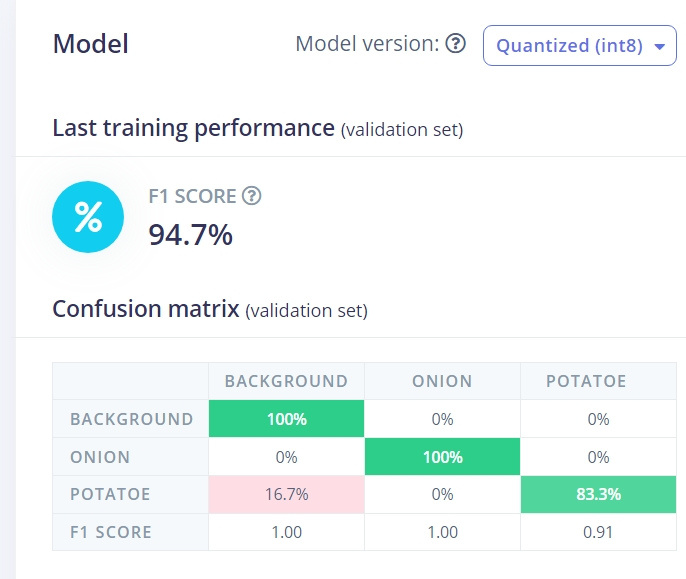 Model Model version: ? Quantized (int8)
Last training performance (validation set)
% F1 SCORE ?
94.7%
Confusion matrix (validation set)
BACKGROUND ONION POTATOE
BACKGROUND 100% 0% 0%
ONION 0% 100% 0%
POTATOE 16.7% 0% 83.3%
F1 SCORE 1.00 1.00 0.91